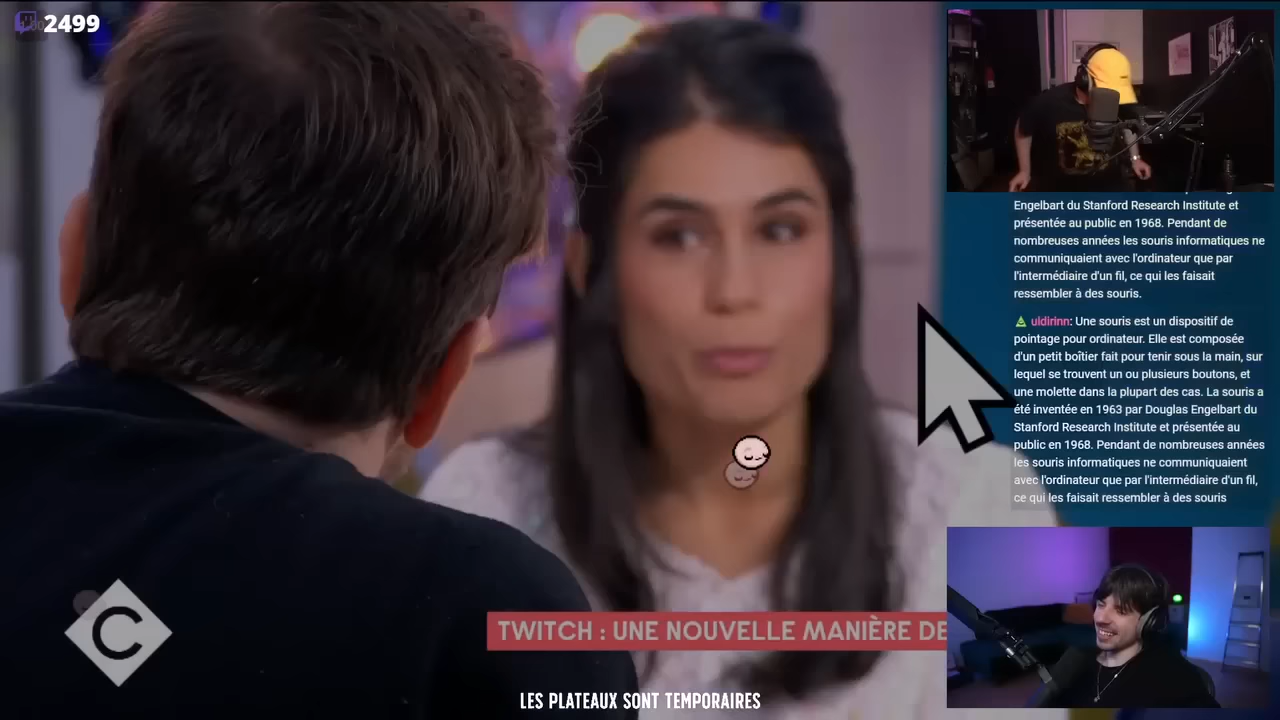 2499
Engelbart du Stanford Research Institute et
présentée au public en 1968. Pendant de
nombreuses années les souris informatiques ne
communiquaient avec l'ordinateur que par
l'intermédiaire d'un fil, ce qui les faisait
ressembler à des souris.
uldirinn: Une souris est un dispositif de
pointage pour ordinateur. Elle est composée
d'un petit boîtier fait pour tenir sous la main, sur
lequel se trouvent un ou plusieurs boutons, et
une molette dans la plupart des cas. La souris a
été inventée en 1963 par Douglas Engelbart du
Stanford Research Institute et présentée au
public en 1968. Pendant de nombreuses années
les souris informatiques ne communiquaient
avec l'ordinateur que par l'intermédiaire d'un fil,
ce qui les faisait ressembler à des souris
C
TWITCH : UNE NOUVELLE MANIÈRE DE
LES PLATEAUX SONT TEMPORAIRES